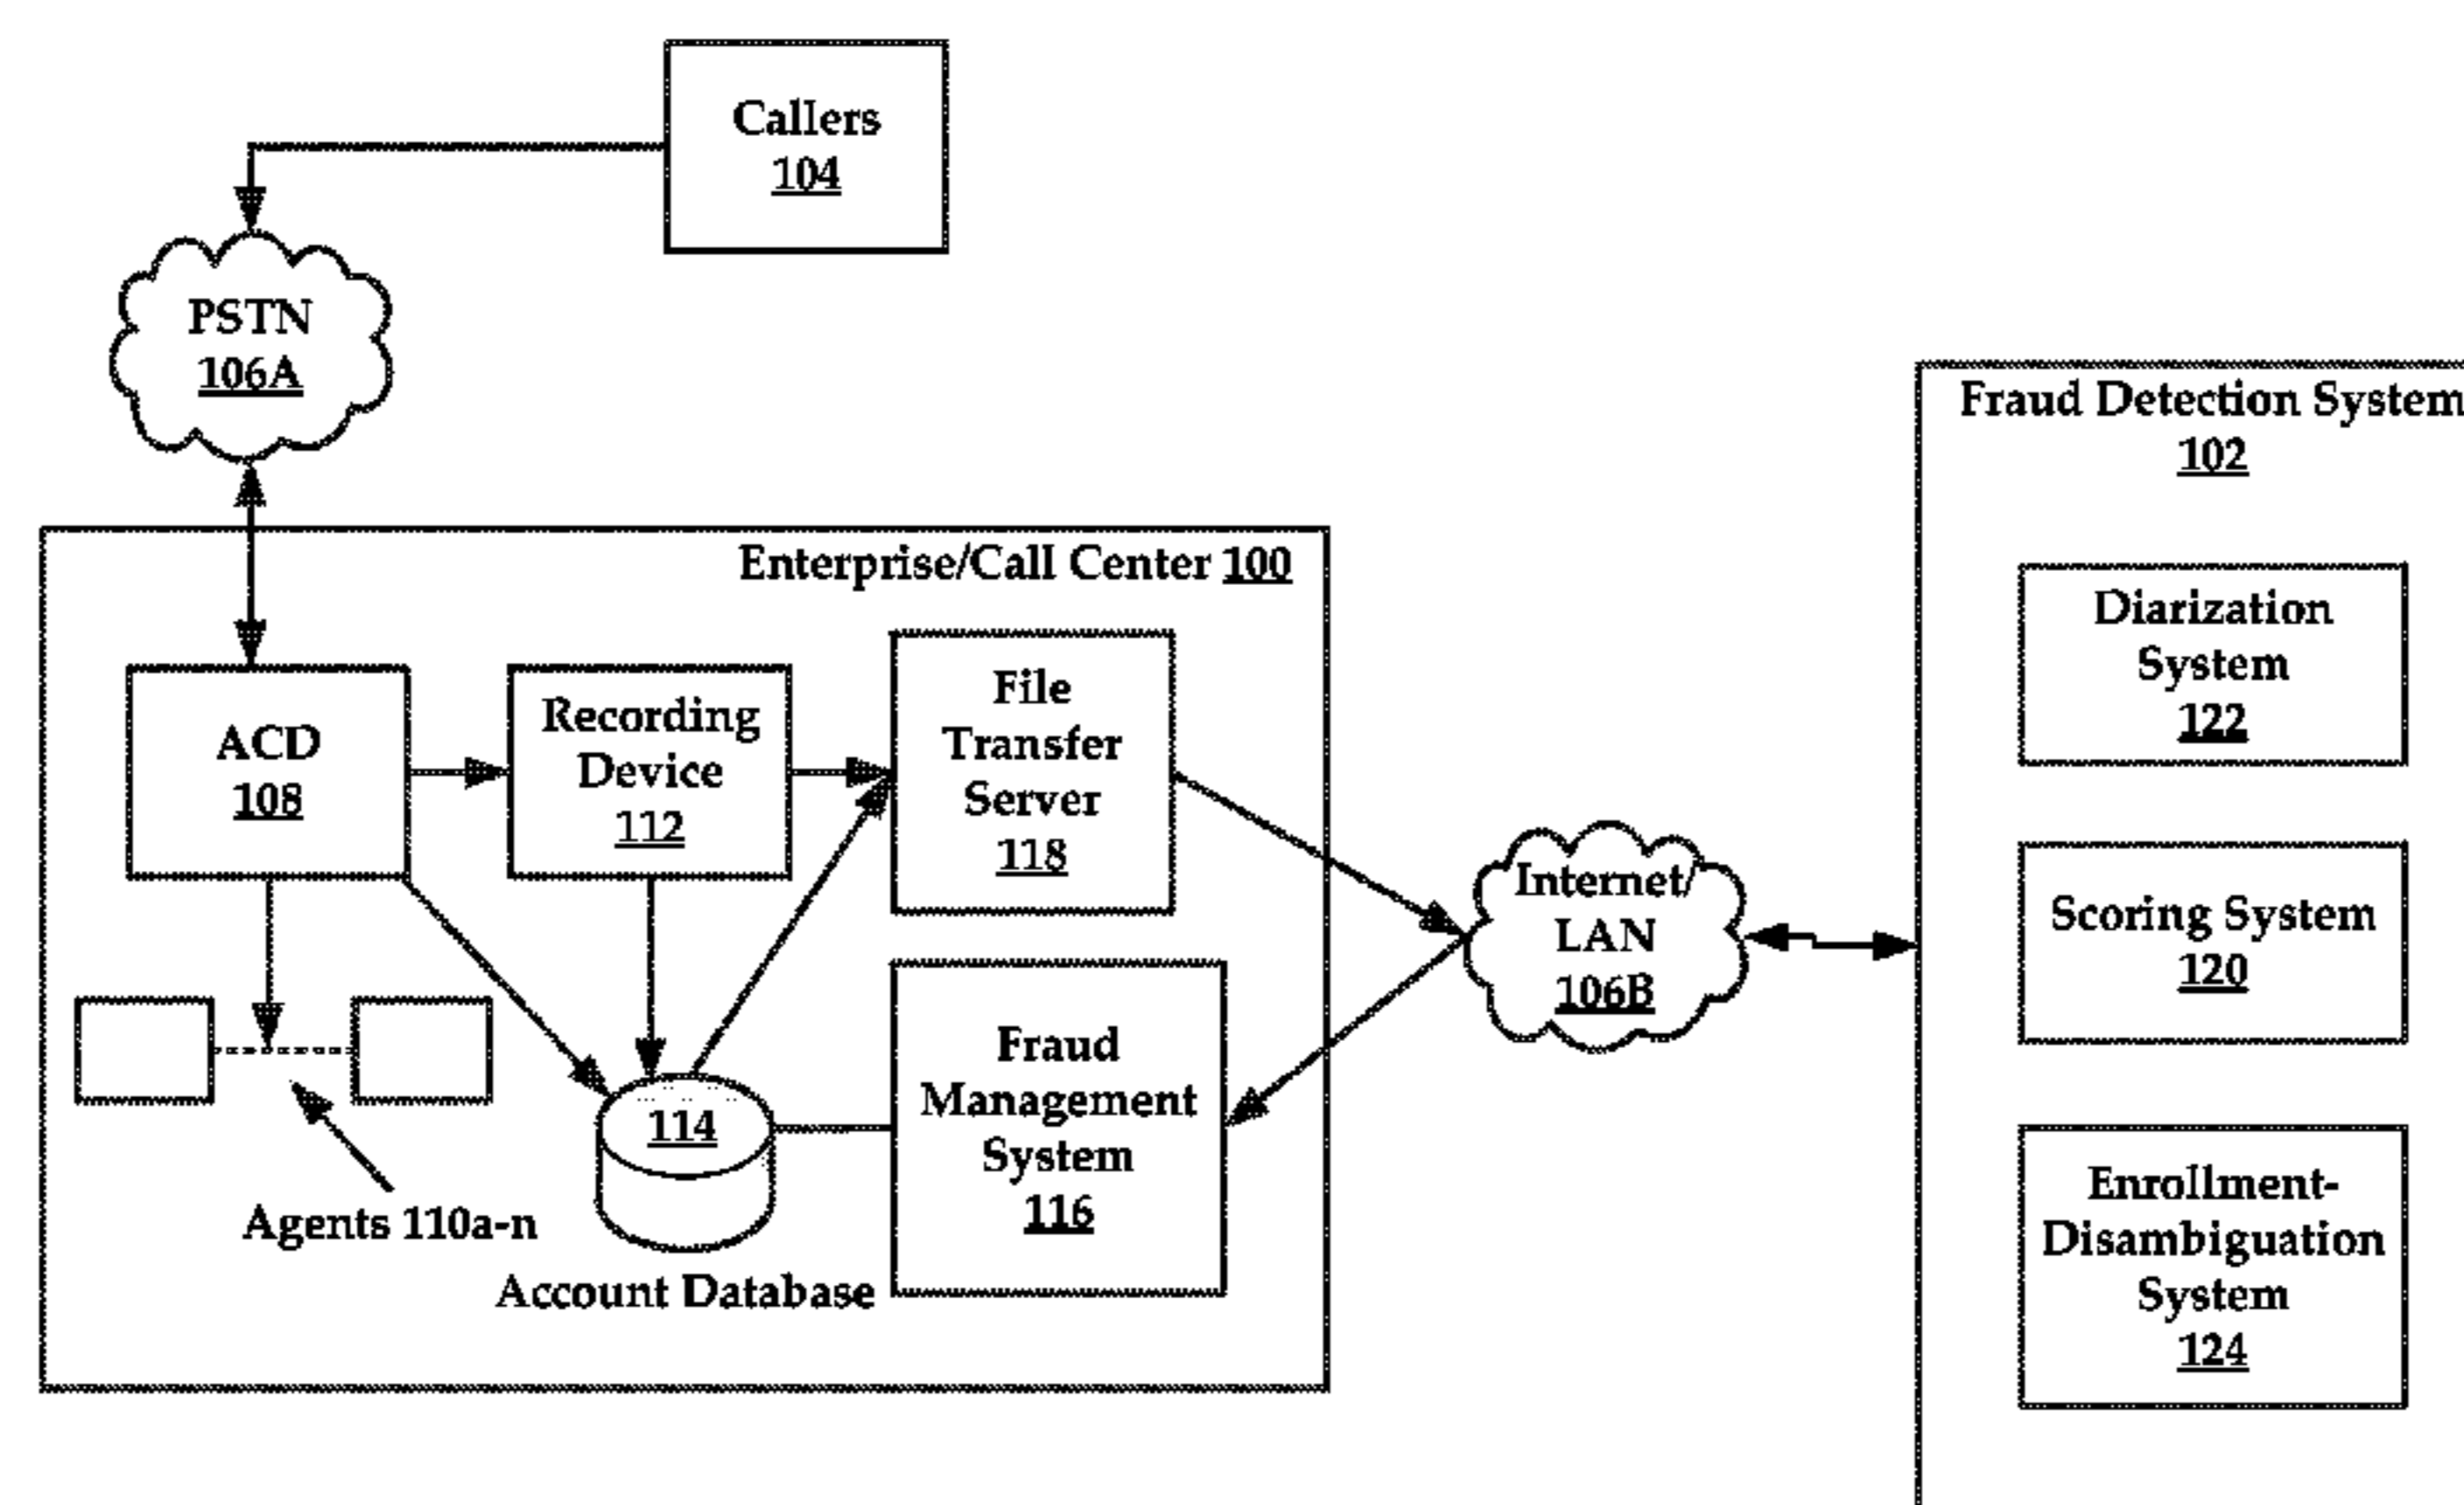 Callers
104
PSTN
106A
Enterprise/Call Center 100
ACD
108
Recording
Device
112
File
Transfer
Server
118
Agents 110a-n
114
Account Database
Fraud
Management
System
116
Internet/
LAN
106B
Fraud Detection System
102
Diarization
System
122
Scoring System
120
Enrollment-
Disambiguation
System
124